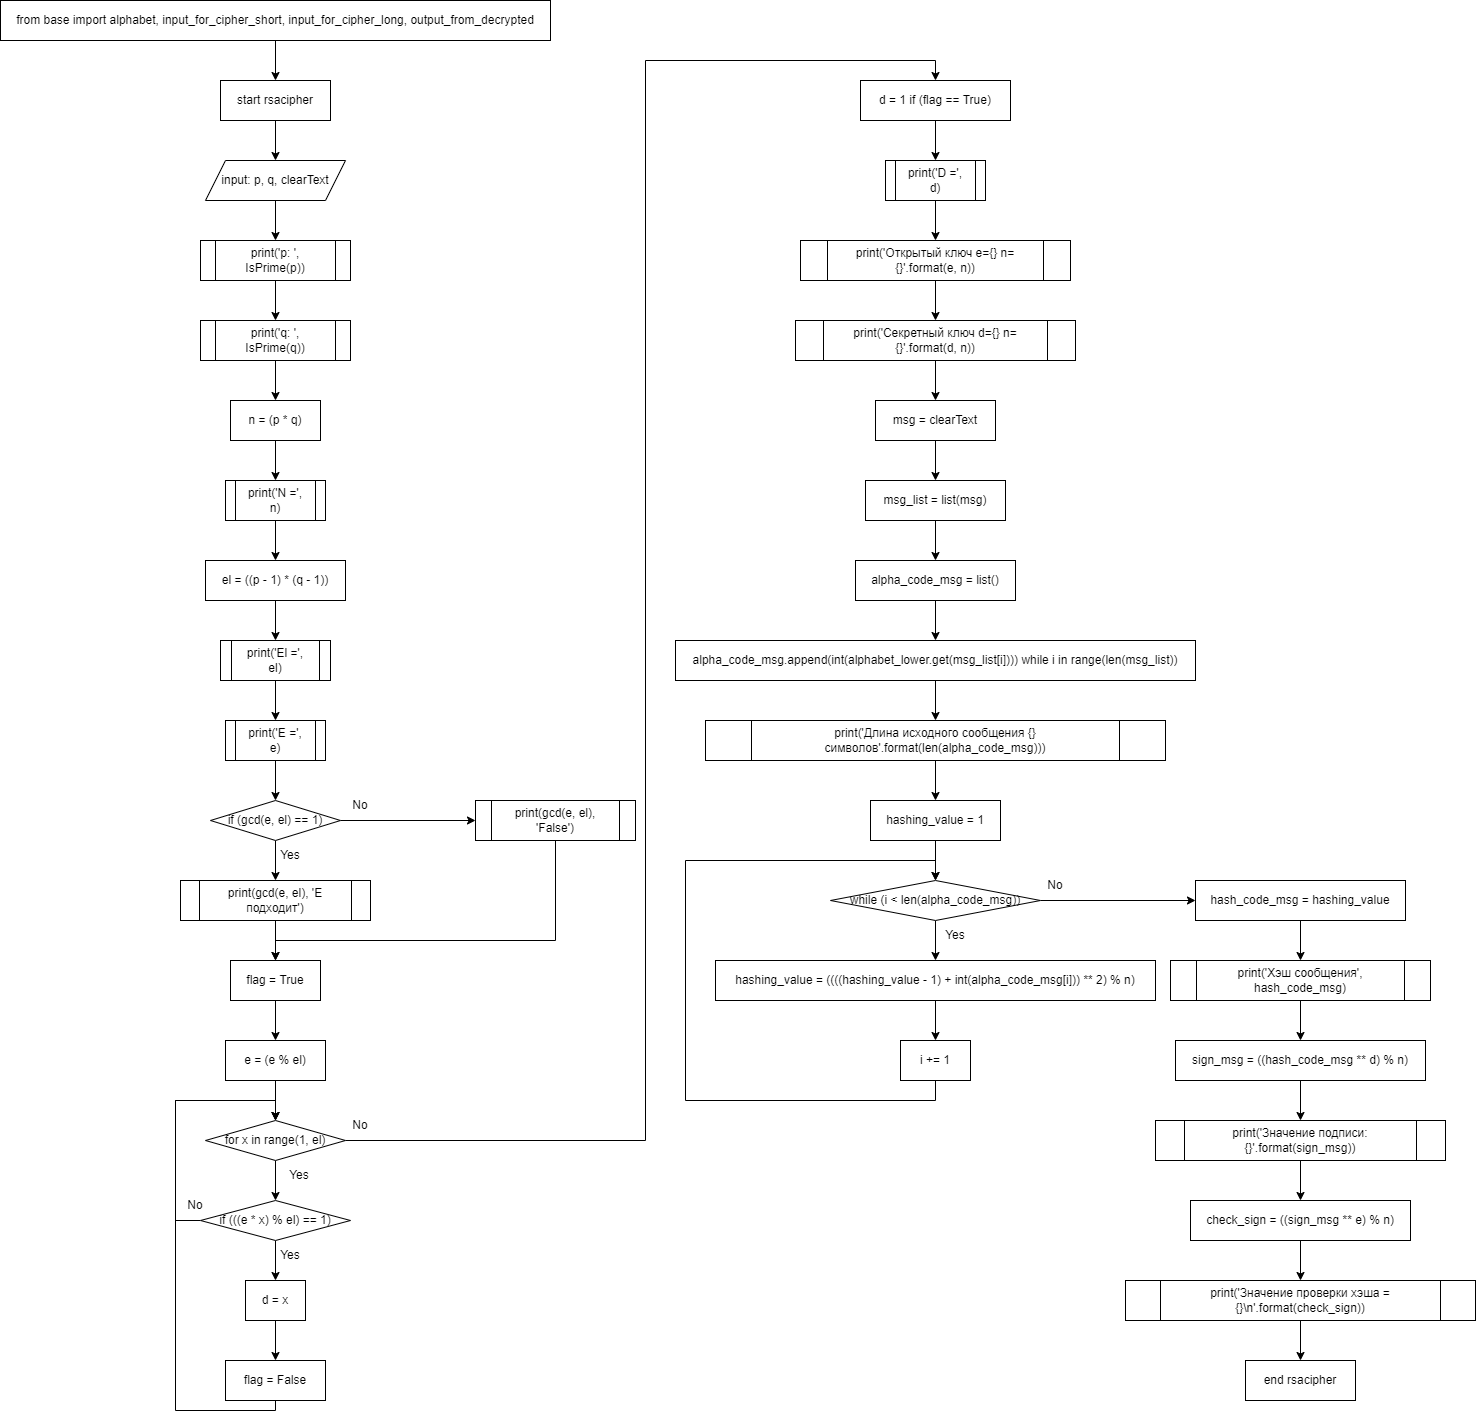 from base import alphabet, input_for_cipher_short, input_for_cipher_long, output_from_decrypted
start rsacipher
input: p, q, clearText
print('p: ',
IsPrime(p))
print('q: ',
IsPrime(q))
n = (p * q)
print('N =',
n)
el = ((p - 1) * (q - 1))
print('El =',
el)
print('E =',
e)
if (gcd(e, el) == 1)
No
print(gcd(e, el),
'False')
Yes
print(gcd(e, el), 'E
подходит')
flag = True
e = (e % el)
for x in range(1, el)
No
Yes
if (((e * x) % el) == 1)
No
Yes
d = x
flag = False
d = 1 if (flag == True)
print('D =',
d)
print('Открытый ключ e={} n=
{}'.format(e, n))
print('Секретный ключ d={} n=
{}'.format(d, n))
msg = clearText
msg_list = list(msg)
alpha_code_msg = list()
alpha_code_msg.append(int(alphabet_lower.get(msg_list[i]))) while i in range(len(msg_list))
print('Длина исходного сообщения {}
символов'.format(len(alpha_code_msg)))
hashing_value = 1
while (i < len(alpha_code_msg))
No
Yes
hashing_value = ((((hashing_value - 1) + int(alpha_code_msg[i])) ** 2) % n)
i += 1
hash_code_msg = hashing_value
print('Хэш сообщения',
hash_code_msg)
sign_msg = ((hash_code_msg ** d) % n)
print('Значение подписи:
{}'.format(sign_msg))
check_sign = ((sign_msg ** e) % n)
print('Значение проверки хэша =
{}\n'.format(check_sign))
end rsacipher